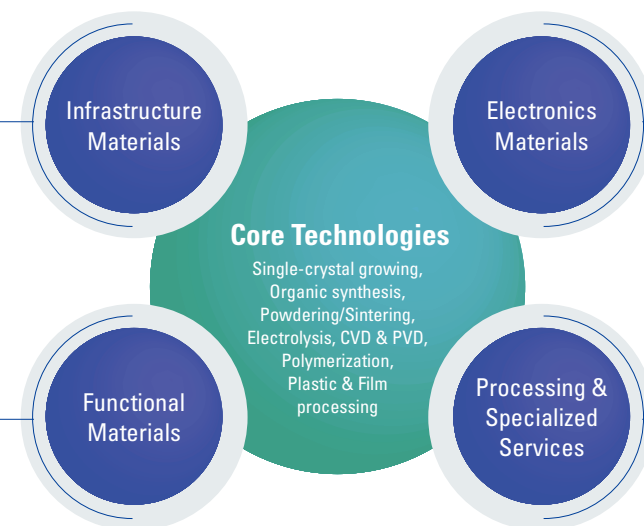 Infrastructure
Materials
Electronics
Materials
Core Technologies
Single-crystal growing,
Organic synthesis,
Powdering/Sintering,
Electrolysis, CVD & PVD,
Polymerization,
Plastic & Film
processing
Functional
Materials
Processing &
Specialized
Services